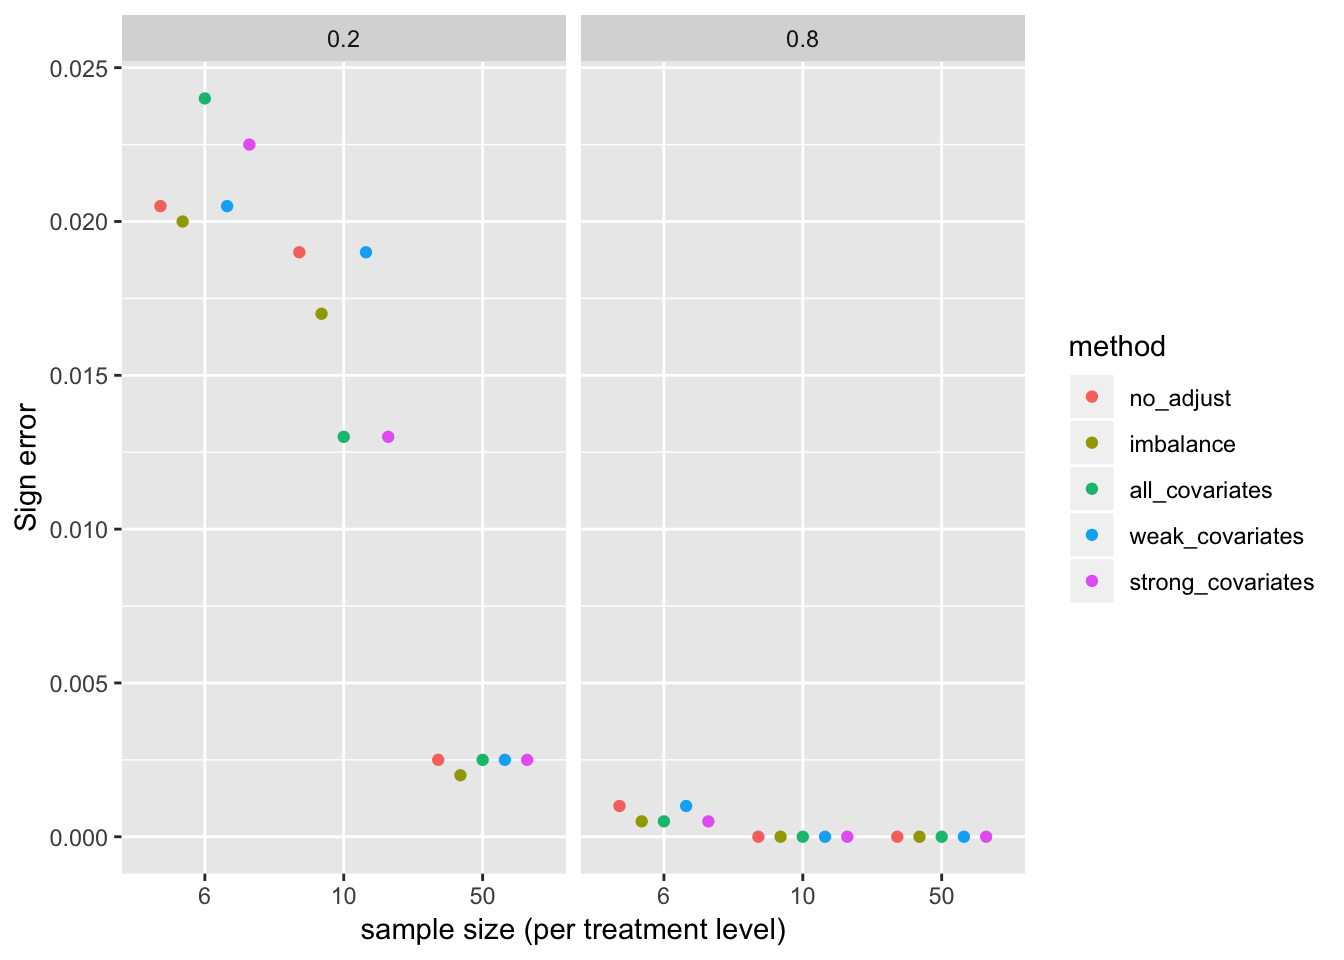 0.2
0.8
0.025
0.020
0.015
0.010
0.005
0.000
Sign error
6
10
50
6
10
50
sample size (per treatment level)
method
no_adjust
imbalance
all_covariates
weak_covariates
strong_covariates